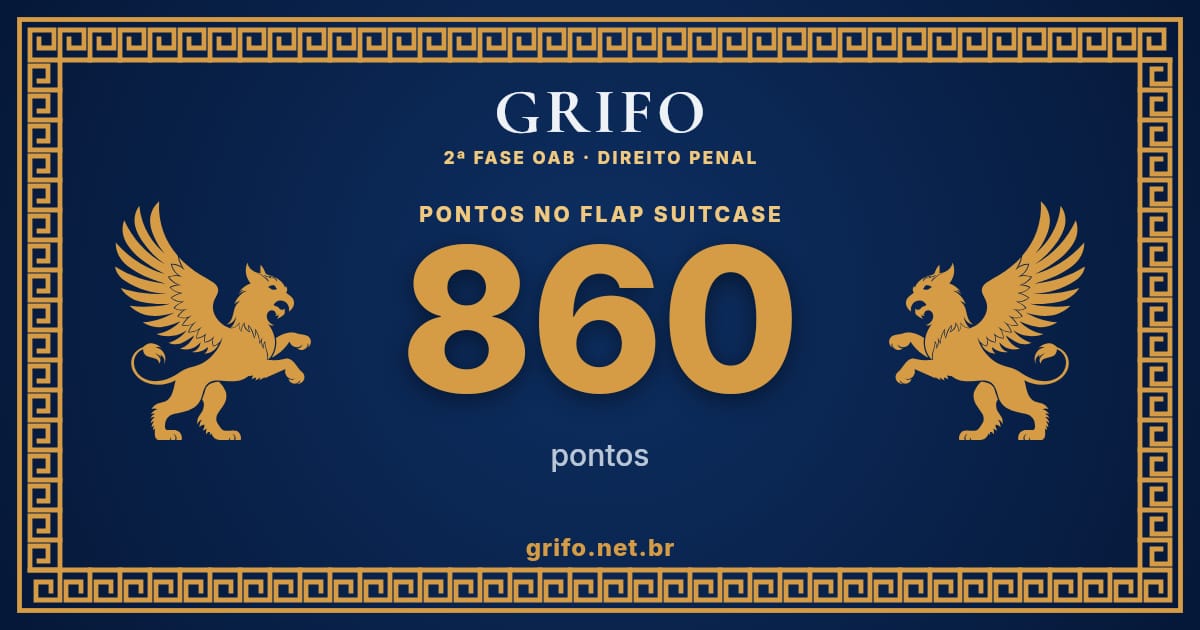 GRIFO
2ª FASE OAB · DIREITO PENAL
PONTOS NO FLAP SUITCASE
860
pontos
grifo.net.br